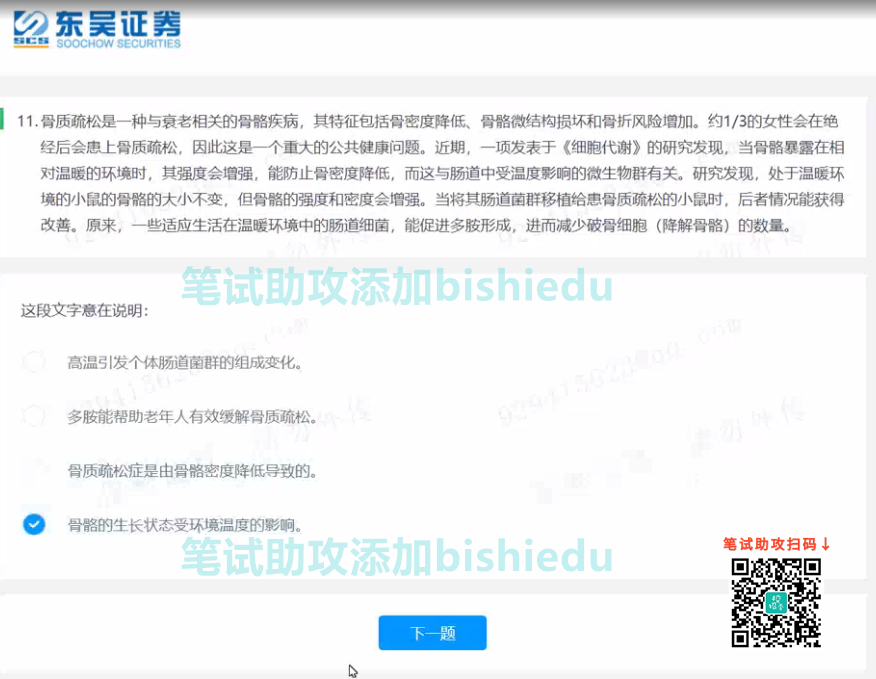 东吴证券
SCS SOOCHOW SECURITIES
11. 骨质疏松是一种与衰老相关的骨骼疾病，其特征包括骨密度降低、骨骼微结构损坏和骨折风险增加。约1/3的女性会在绝
经后会患上骨质疏松，因此这是一个重大的公共健康问题。近期，一项发表于《细胞代谢》的研究发现，当骨骼暴露在相
对温暖的环境时，其强度会增强，能防止骨密度降低，而这与肠道中受温度影响的微生物群有关。研究发现，处于温暖环
境的小鼠的骨骼的大小不变，但骨骼的强度和密度会增强。当将其肠道菌群移植给患骨质疏松的小鼠时，后者情况能获得
改善。原来，一些适应生活在温暖环境中的肠道细菌，能促进多胺形成，进而减少破骨细胞（降解骨骼）的数量。
笔试助攻添加bishiedu
这段文字意在说明：
高温引发个体肠道菌群的组成变化。
多胺能帮助老年人有效缓解骨质疏松。
骨质疏松症是由骨骼密度降低导致的。
骨骼的生长状态受环境温度的影响。
笔试助攻添加bishiedu
笔试助攻扫码↓
下一题